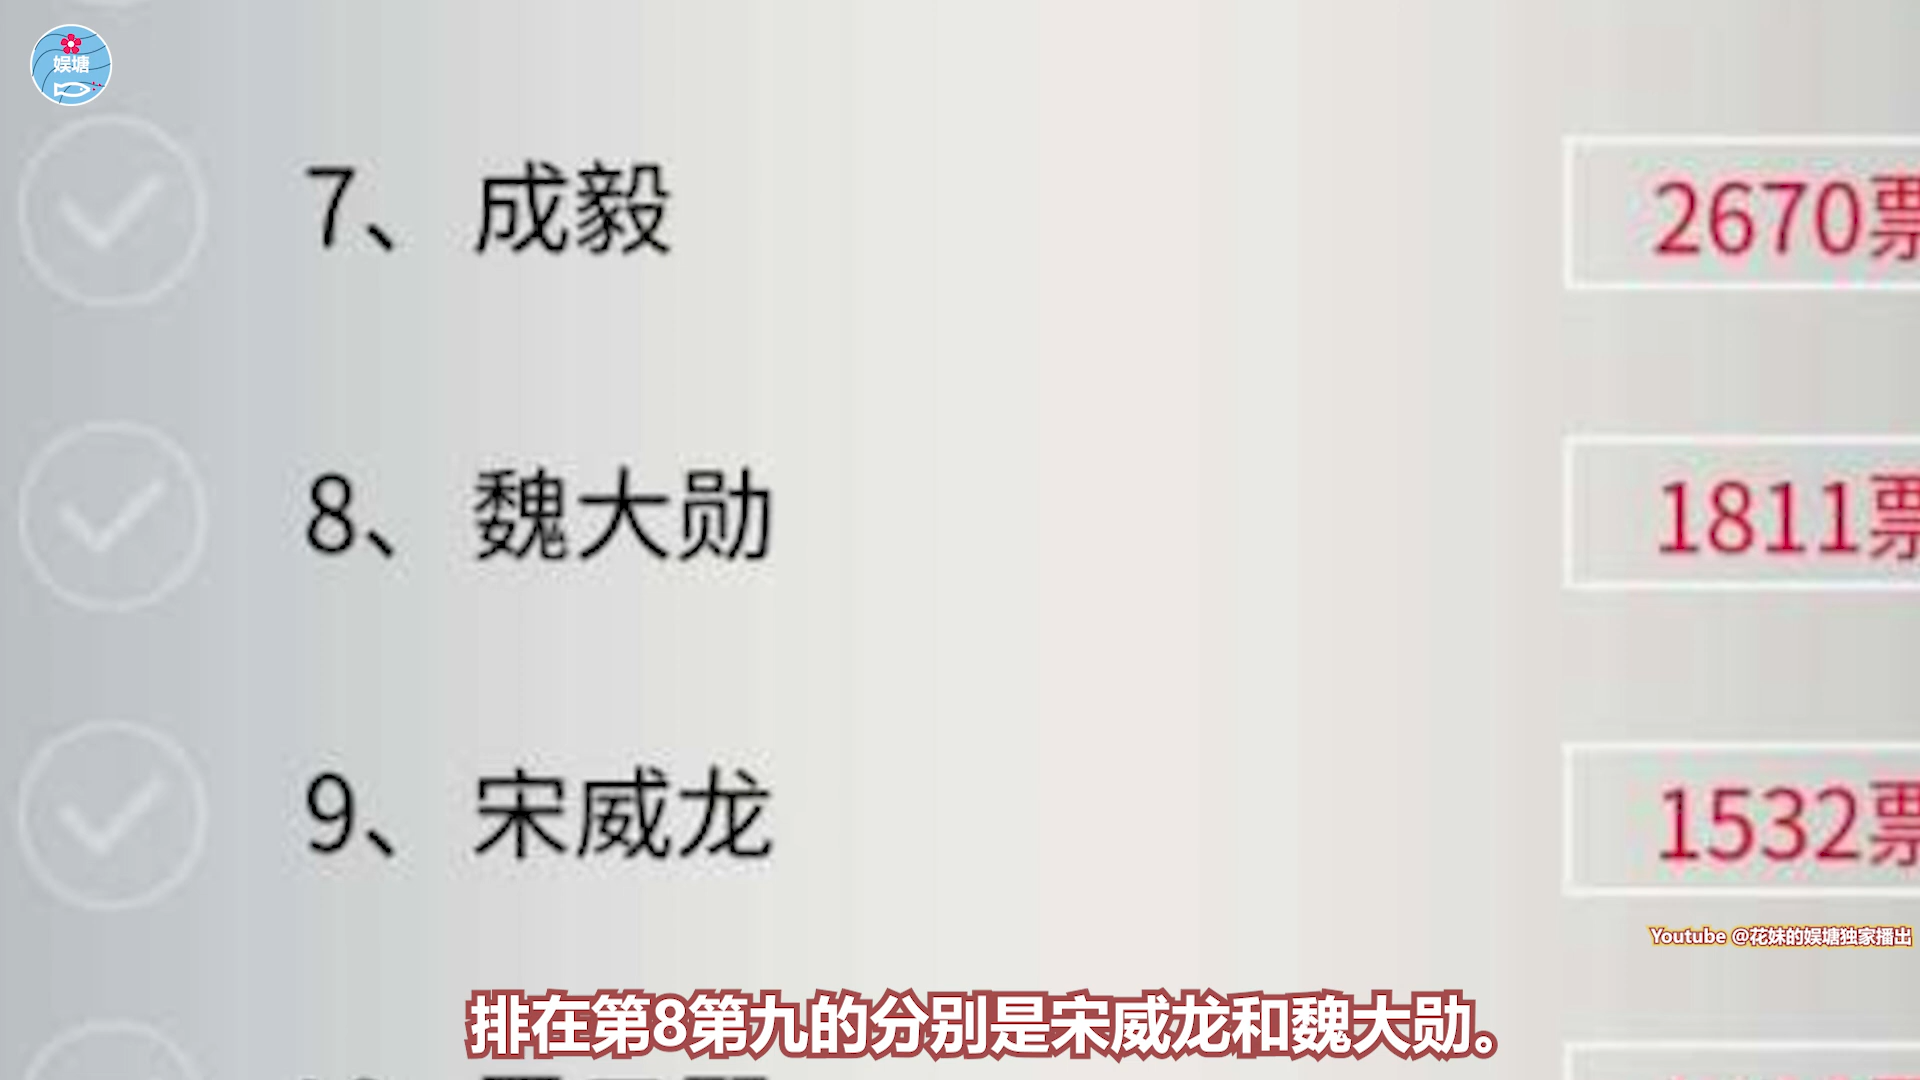 娱塘
7、 成毅
2670票
8、 魏大勋
1811票
9、 宋威龙
1532票
Youtube @花妹的娱塘独家播出
排在第8第九的分别是宋威龙和魏大勋。